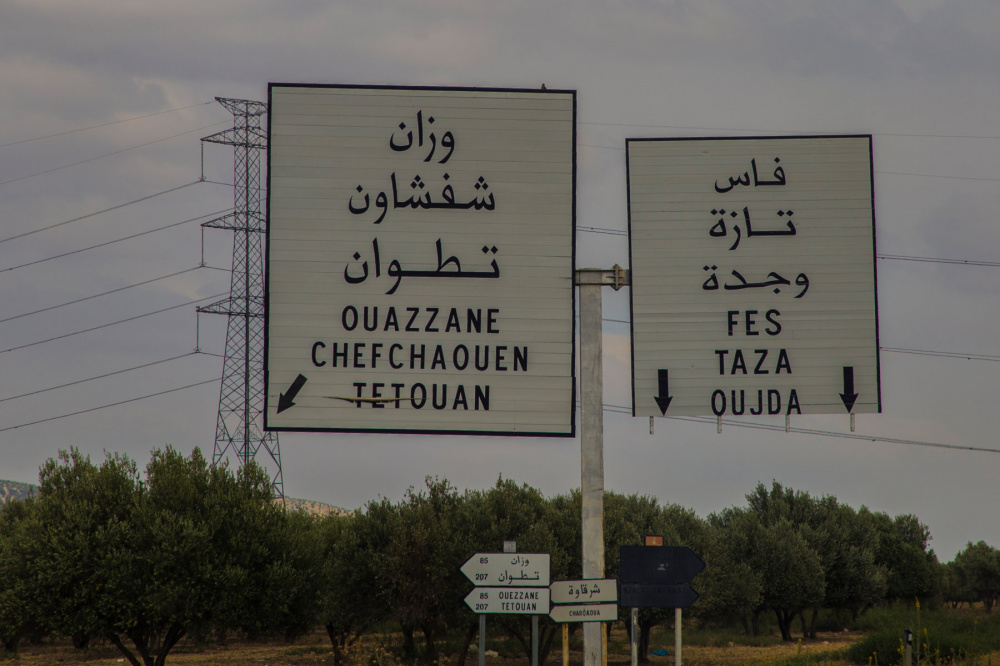 وزان
شفشاون
تطوان
OUAZZANE
CHEFCHAOUEN
TETOUAN
فاس
تازة
وجدة
FES
TAZA
OUJDA
85 وزان
207 تطوان
85 OUEZZANE
207 TETOUAN
شرقاوة